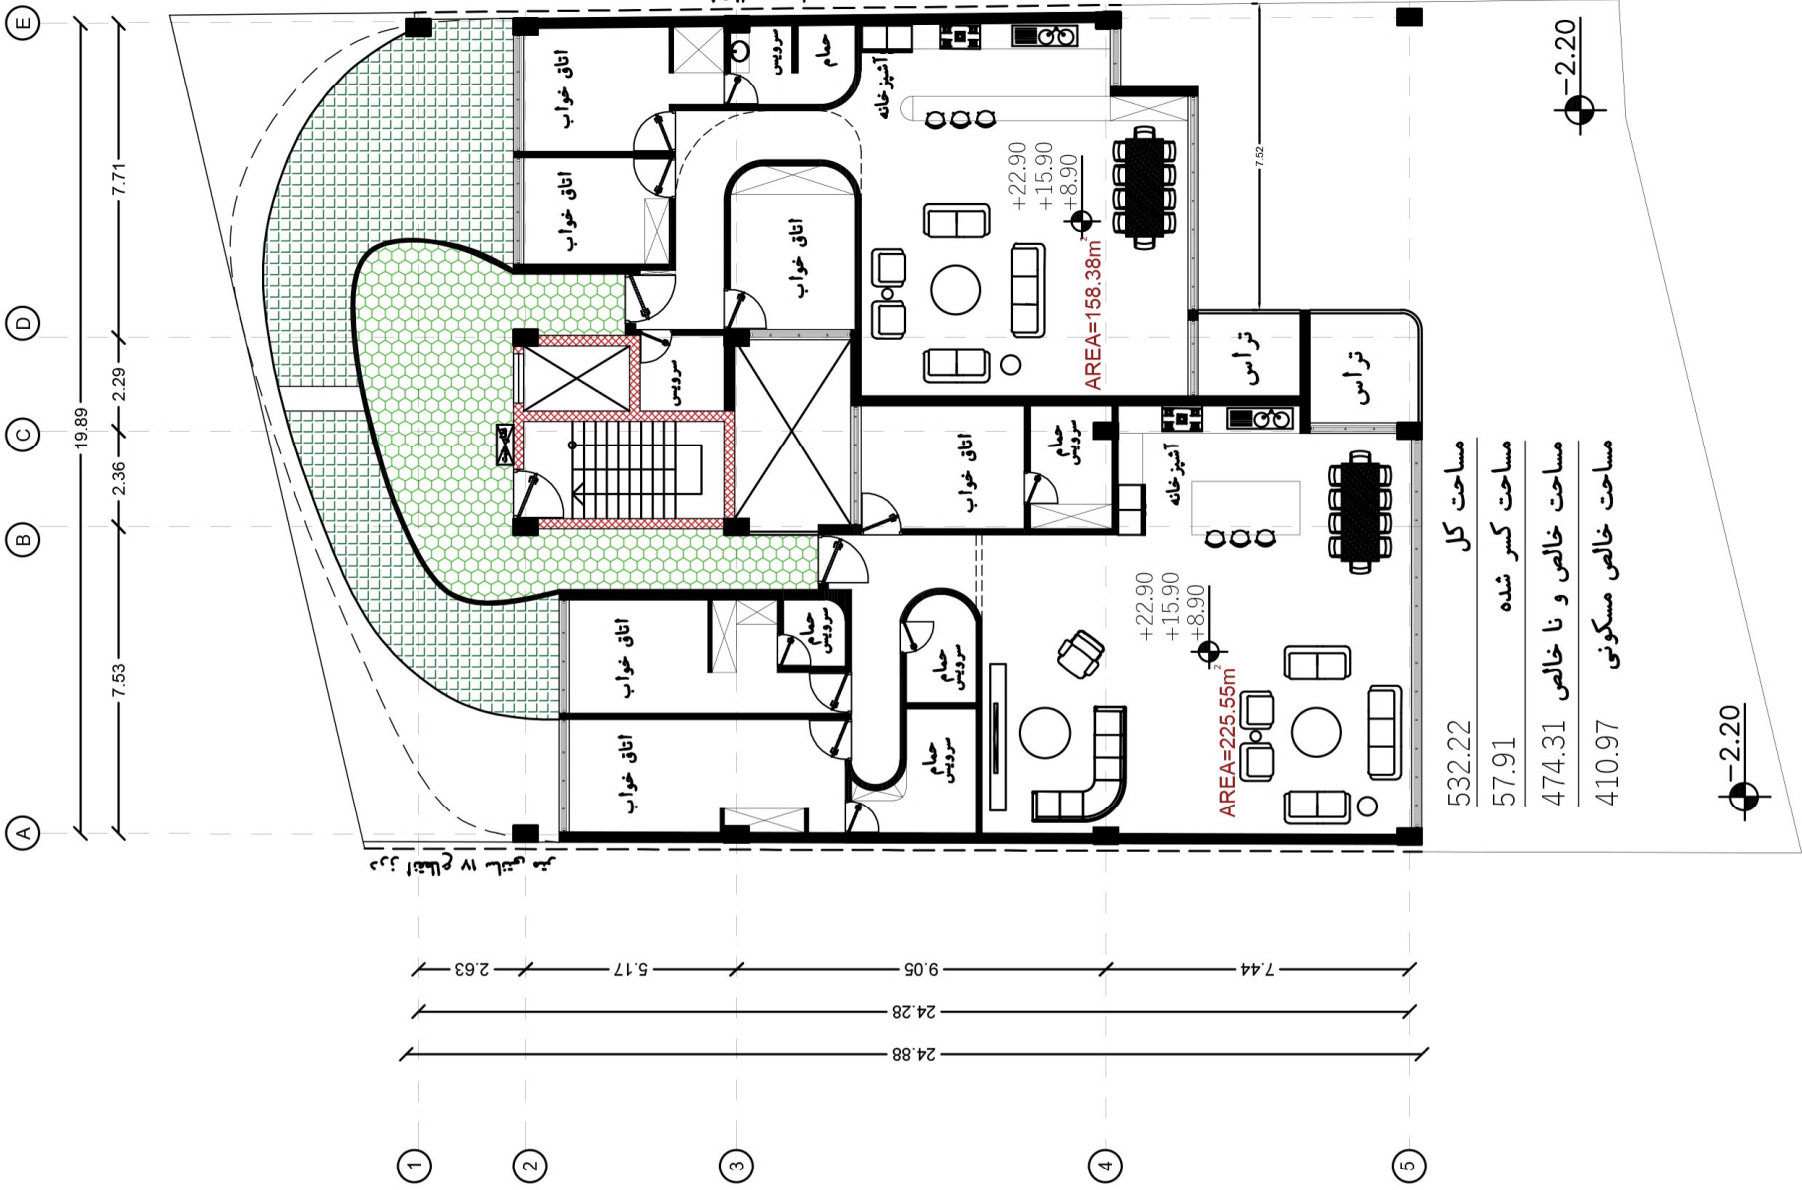 E
D
C
B
A
7.71
2.29
2.36
7.53
19.89
اتاق خواب
سرویس
حمام
آشپزخانه
اتاق خواب
اتاق خواب
+22.90
+15.90
+8.90
AREA=158.38m²
7.52
-2.20
سرویس
تراس
تراس
اتاق خواب
حمام
سرویس
آشپزخانه
اتاق خواب
حمام
سرویس
حمام
سرویس
اتاق خواب
حمام
سرویس
+22.90
+15.90
+8.90
AREA=225.55m²
مساحت کل 532.22
مساحت کسر شده 57.91
مساحت خالص و نا خالص 474.31
مساحت خالص مسکونی 410.97
-2.20
درز انقطاع ۱۷ سانتی متر
2.63
5.17
9.05
7.44
24.28
24.88
1
2
3
4
5